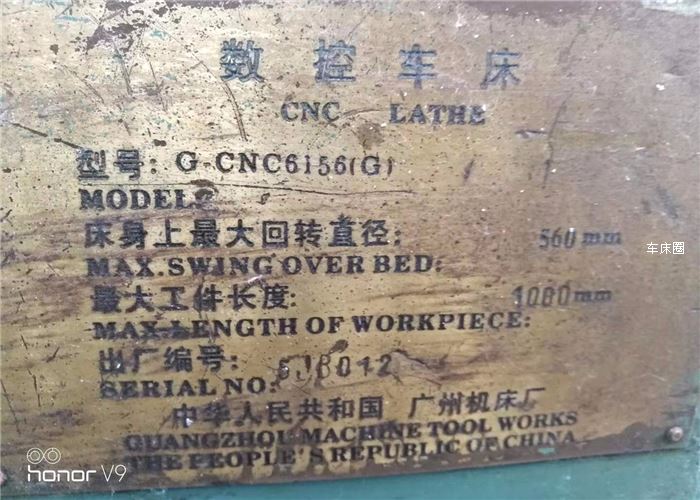 数控车床
CNC LATHE
型号: G-CNC6156(G)
MODEL:
床身上最大回转直径: 560mm
MAX.SWING OVER BED:
车床圈
最大工件长度: 1000mm
MAX-LENGTH OF WORKPIECE:
出厂编号:
SERIAL NO:
中华人民共和国 广州机床厂
GUANGZHOU MACHINE TOOL WORKS
THE PEOPLE'S REPUBLIC OF CHINA
honor V9